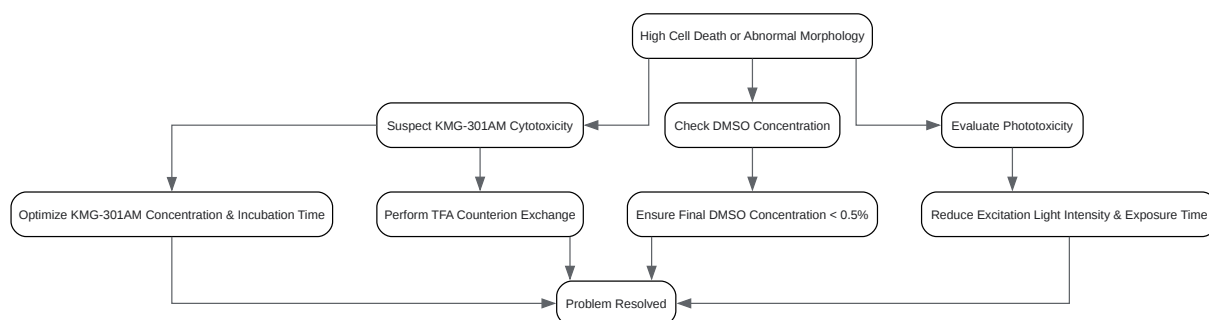 High Cell Death or Abnormal Morphology
Suspect KMG-301AM Cytotoxicity
Check DMSO Concentration
Evaluate Phototoxicity
Optimize KMG-301AM Concentration & Incubation Time
Perform TFA Counterion Exchange
Ensure Final DMSO Concentration < 0.5%
Reduce Excitation Light Intensity & Exposure Time
Problem Resolved